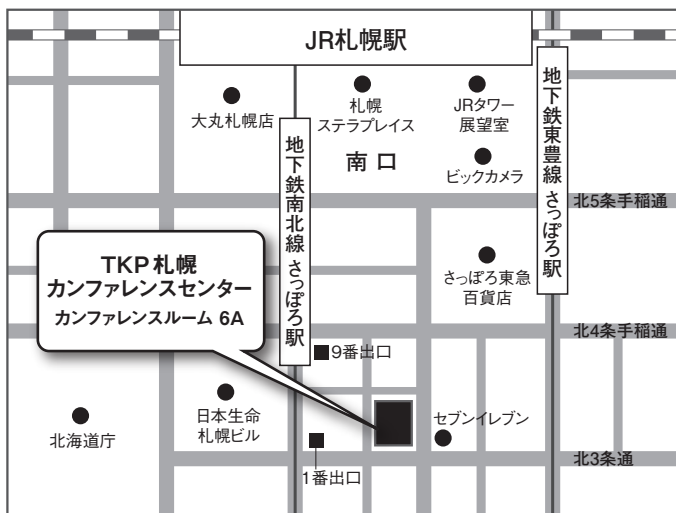 JR札幌駅
大丸札幌店
札幌
ステラプレイス
JRタワー
展望室
南口
ビックカメラ
地下鉄南北線 さっぽろ駅
地下鉄東豊線 さっぽろ駅
北5条手稲通
TKP札幌
カンファレンスセンター
カンファレンスルーム 6A
さっぽろ東急
百貨店
北4条手稲通
9番出口
北海道庁
日本生命
札幌ビル
セブンイレブン
1番出口
北3条通